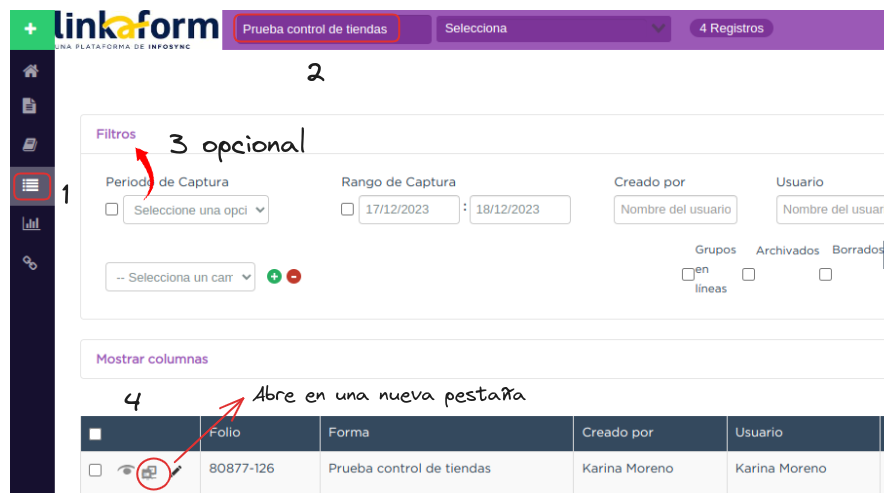 +
linkaform
UNA PLATAFORMA DE INFOSYNC
Prueba control de tiendas
Selecciona
4 Registros
2
Filtros
3 opcional
1
Periodo de Captura
Rango de Captura
Creado por
Usuario
Seleccione una opci
17/12/2023 : 18/12/2023
Nombre del usuario
Nombre del usuar
-- Selecciona un cam
Grupos en líneas
Archivados
Borrados
Mostrar columnas
4
Abre en una nueva pestaña
Folio
Forma
Creado por
Usuario
80877-126
Prueba control de tiendas
Karina Moreno
Karina Moreno